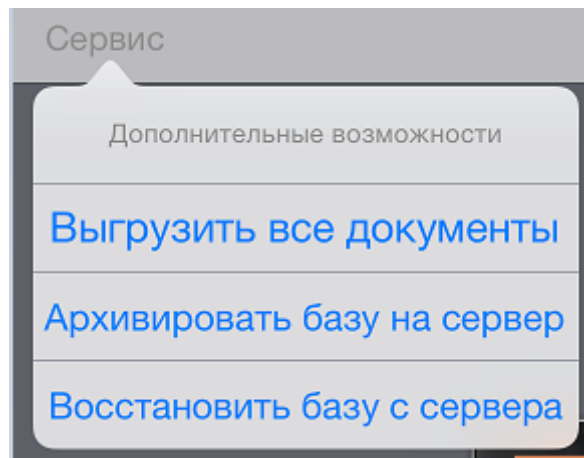 Сервис
Дополнительные возможности
Выгрузить все документы
Архивировать базу на сервер
Восстановить базу с сервера